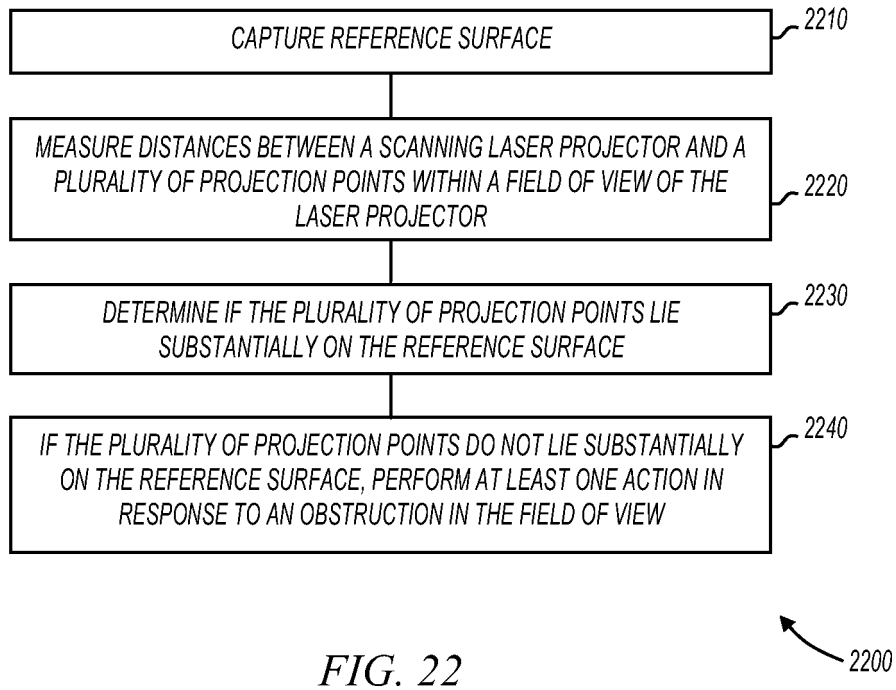 CAPTURE REFERENCE SURFACE
2210
MEASURE DISTANCES BETWEEN A SCANNING LASER PROJECTOR AND A
PLURALITY OF PROJECTION POINTS WITHIN A FIELD OF VIEW OF THE
LASER PROJECTOR
2220
DETERMINE IF THE PLURALITY OF PROJECTION POINTS LIE
SUBSTANTIALLY ON THE REFERENCE SURFACE
2230
IF THE PLURALITY OF PROJECTION POINTS DO NOT LIE SUBSTANTIALLY
ON THE REFERENCE SURFACE, PERFORM AT LEAST ONE ACTION IN
RESPONSE TO AN OBSTRUCTION IN THE FIELD OF VIEW
2240
FIG. 22
2200